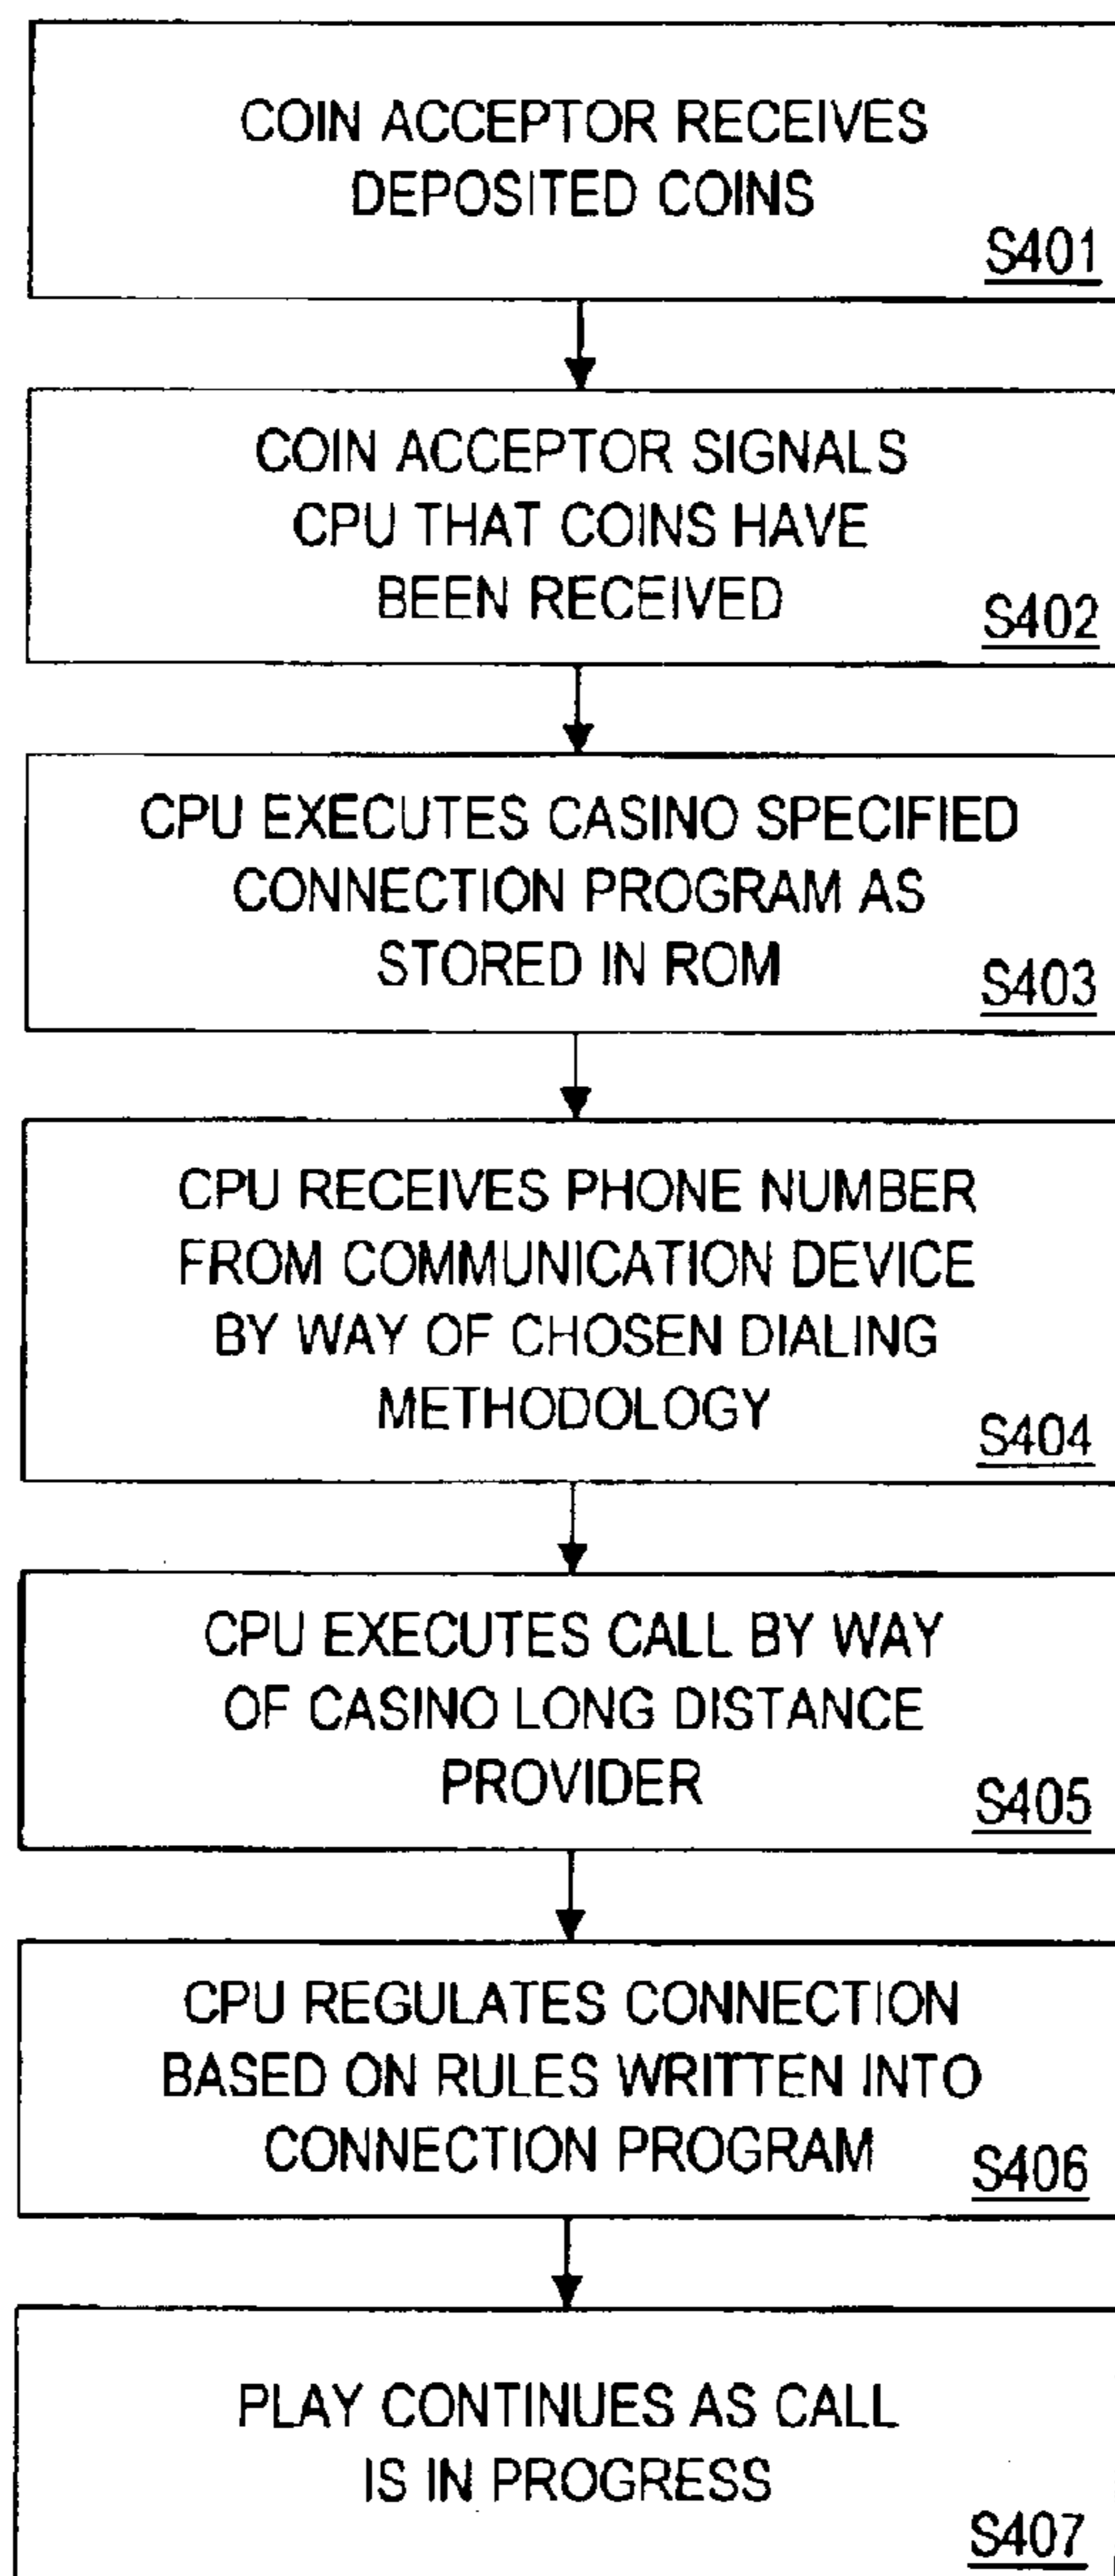 COIN ACCEPTOR RECEIVES
DEPOSITED COINS
S401
COIN ACCEPTOR SIGNALS
CPU THAT COINS HAVE
BEEN RECEIVED
S402
CPU EXECUTES CASINO SPECIFIED
CONNECTION PROGRAM AS
STORED IN ROM
S403
CPU RECEIVES PHONE NUMBER
FROM COMMUNICATION DEVICE
BY WAY OF CHOSEN DIALING
METHODOLOGY
S404
CPU EXECUTES CALL BY WAY
OF CASINO LONG DISTANCE
PROVIDER
S405
CPU REGULATES CONNECTION
BASED ON RULES WRITTEN INTO
CONNECTION PROGRAM
S406
PLAY CONTINUES AS CALL
IS IN PROGRESS
S407